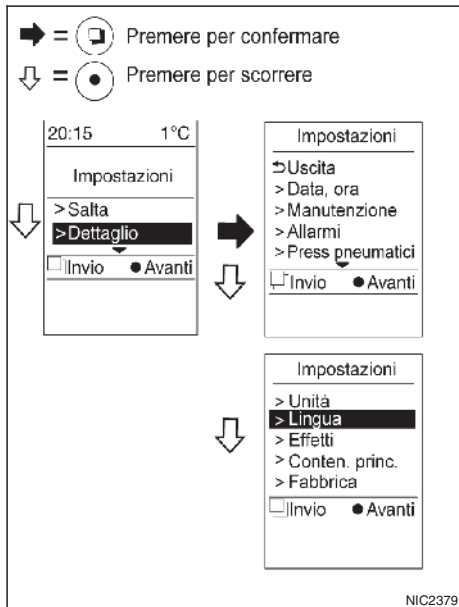 = Premere per confermare
= Premere per scorrere
20:15 1°C
Impostazioni
>Salta
>Dettaglio
Invio ● Avanti
Impostazioni
⮌Uscita
>Data, ora
>Manutenzione
>Allarmi
>Press pneumatici
Invio ● Avanti
Impostazioni
> Unità
> Lingua
> Effetti
> Conten. princ.
> Fabbrica
Invio ● Avanti
NIC2379